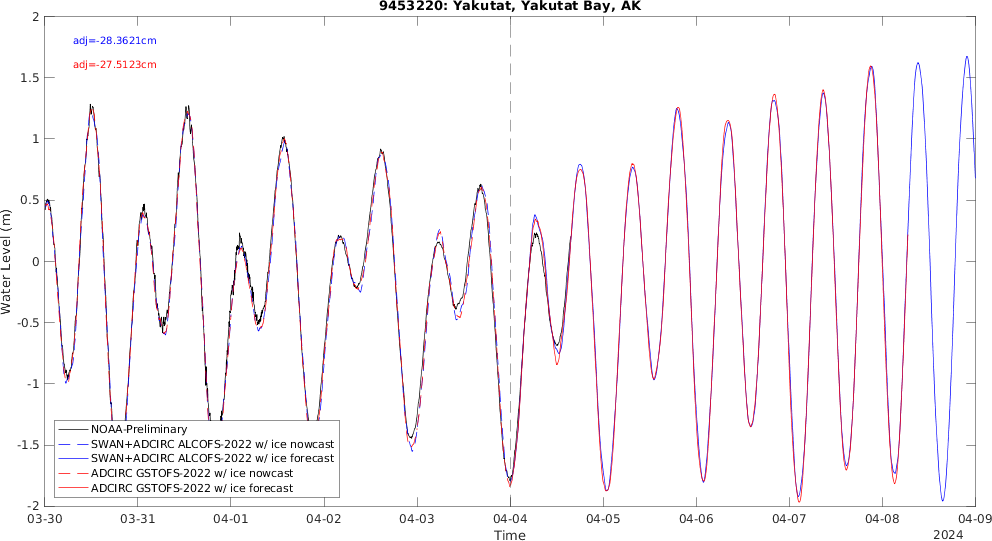 9453220: Yakutat, Yakutat Bay, AK
adj=-28.3621cm
adj=-27.5123cm
2
1.5
1
0.5
0
-0.5
-1
-1.5
-2
Water Level (m)
NOAA-Preliminary
SWAN+ADCIRC ALCOFS-2022 w/ ice nowcast
SWAN+ADCIRC ALCOFS-2022 w/ ice forecast
ADCIRC GSTOFS-2022 w/ ice nowcast
ADCIRC GSTOFS-2022 w/ ice forecast
03-30 03-31 04-01 04-02 04-03 04-04 04-05 04-06 04-07 04-08 04-09
Time
2024